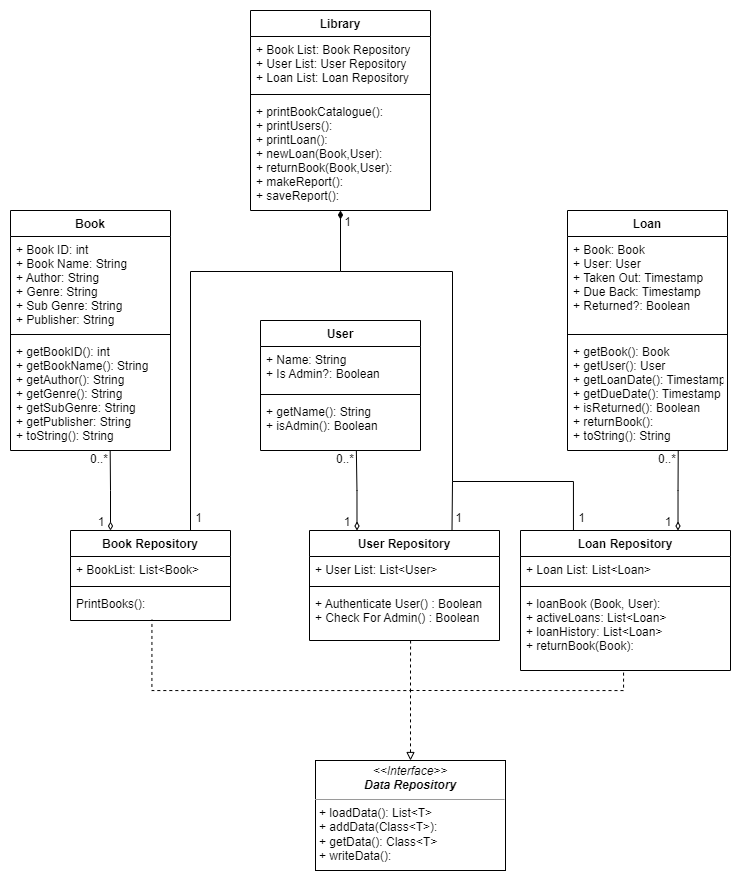 Library
+ Book List: Book Repository
+ User List: User Repository
+ Loan List: Loan Repository
+ printBookCatalogue():
+ printUsers():
+ printLoan():
+ newLoan(Book,User):
+ returnBook(Book,User):
+ makeReport():
+ saveReport():
1
Book
+ Book ID: int
+ Book Name: String
+ Author: String
+ Genre: String
+ Sub Genre: String
+ Publisher: String
+ getBookID(): int
+ getBookName(): String
+ getAuthor(): String
+ getGenre(): String
+ getSubGenre: String
+ getPublisher: String
+ toString(): String
0..*
1
1
User
+ Name: String
+ Is Admin?: Boolean
+ getName(): String
+ isAdmin(): Boolean
0..*
1
1
Loan
+ Book: Book
+ User: User
+ Taken Out: Timestamp
+ Due Back: Timestamp
+ Returned?: Boolean
+ getBook(): Book
+ getUser(): User
+ getLoanDate(): Timestamp
+ getDueDate(): Timestamp
+ isReturned(): Boolean
+ returnBook():
+ toString(): String
0..*
1
1
Book Repository
+ BookList: List<Book>
PrintBooks():
User Repository
+ User List: List<User>
+ Authenticate User() : Boolean
+ Check For Admin() : Boolean
Loan Repository
+ Loan List: List<Loan>
+ loanBook (Book, User):
+ activeLoans: List<Loan>
+ loanHistory: List<Loan>
+ returnBook(Book):
<<Interface>>
Data Repository
+ loadData(): List<T>
+ addData(Class<T>):
+ getData(): Class<T>
+ writeData():